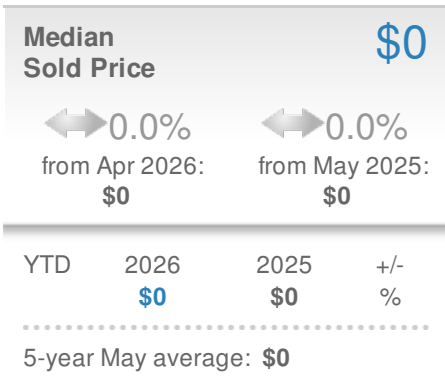 Median $0
Sold Price
0.0% 0.0%
from Apr 2026: from May 2025:
$0 $0
YTD 2026 2025 +/-
$0 $0 %
5-year May average: $0